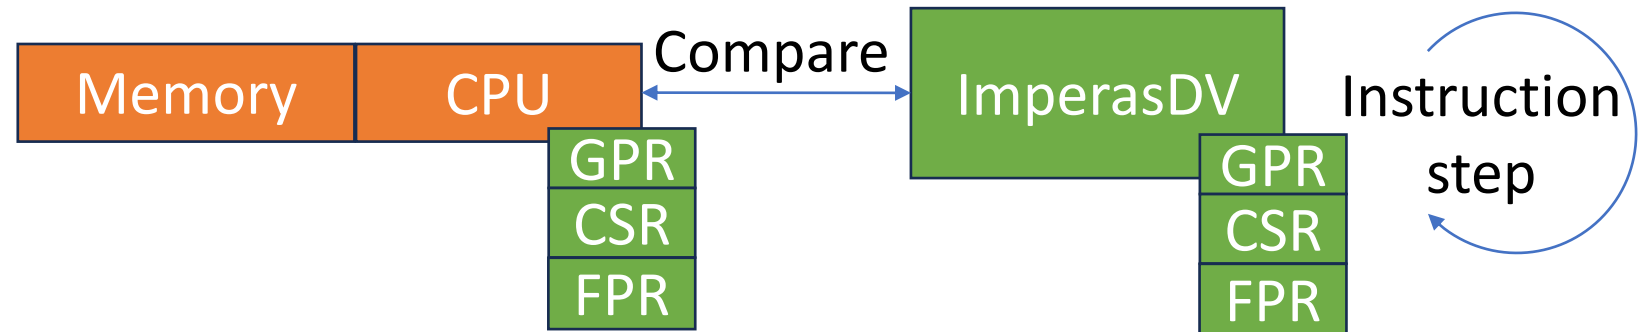 Memory
CPU
Compare
ImperasDV
Instruction
step
GPR
CSR
FPR
GPR
CSR
FPR